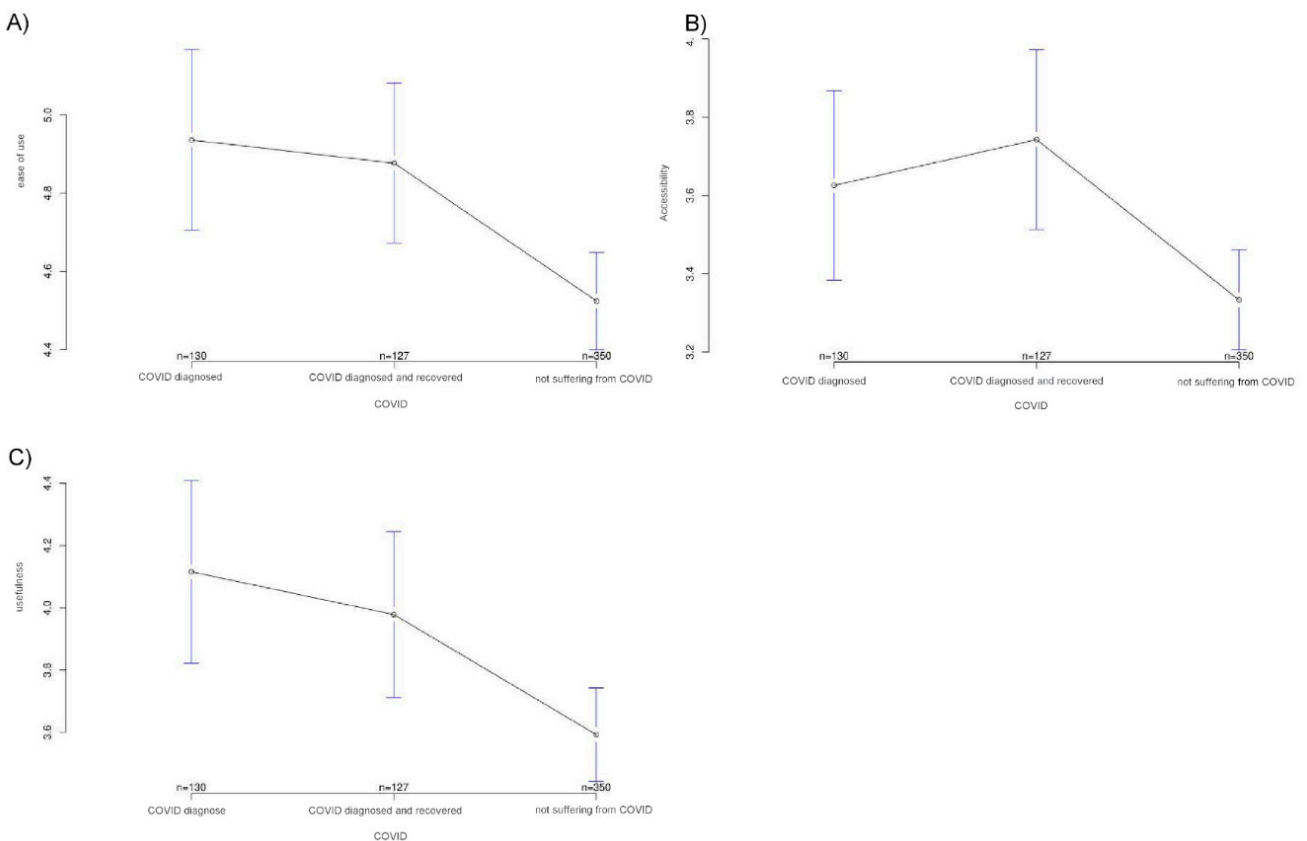 A)
ease of use
5.0
4.8
4.6
4.4
n=130
n=127
n=350
COVID diagnosed
COVID diagnosed and recovered
not suffering from COVID
COVID
B)
Accessibility
4.
3.8
3.6
3.4
3.2
n=130
n=127
n=350
COVID diagnosed
COVID diagnosed and recovered
not suffering from COVID
COVID
C)
usefulness
4.4
4.2
4.0
3.8
3.6
n=130
n=127
n=350
COVID diagnose
COVID diagnosed and recovered
not suffering from COVID
COVID